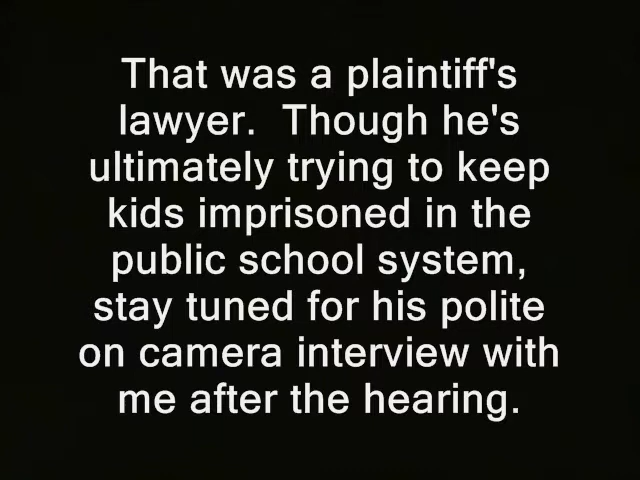 That was a plaintiff's
lawyer.  Though he's
ultimately trying to keep
kids imprisoned in the
public school system,
stay tuned for his polite
on camera interview with
me after the hearing.